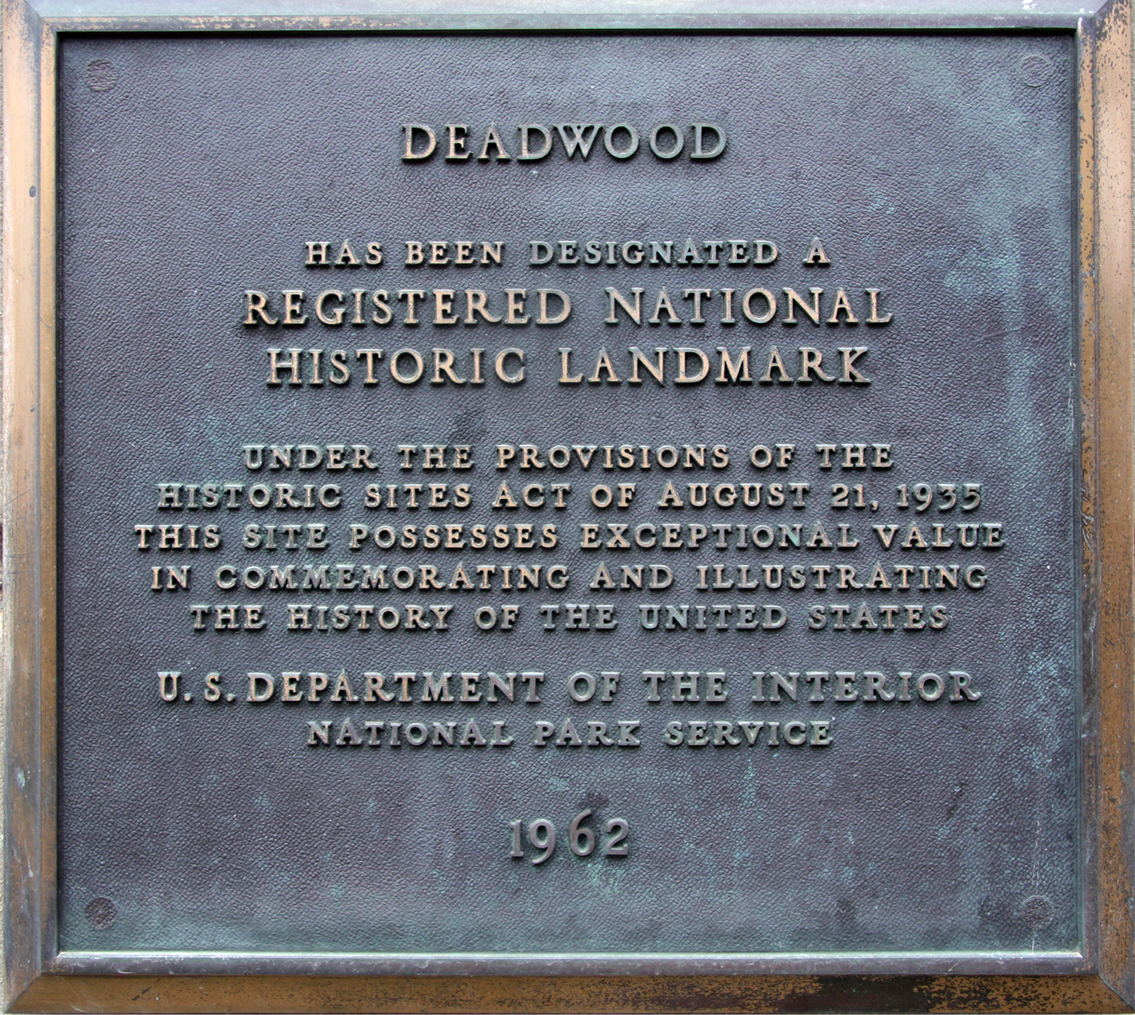 DEADWOOD
HAS BEEN DESIGNATED A
REGISTERED NATIONAL
HISTORIC LANDMARK
UNDER THE PROVISIONS OF THE
HISTORIC SITES ACT OF AUGUST 21, 1935
THIS SITE POSSESSES EXCEPTIONAL VALUE
IN COMMEMORATING AND ILLUSTRATING
THE HISTORY OF THE UNITED STATES
U.S. DEPARTMENT OF THE INTERIOR
NATIONAL PARK SERVICE
1962